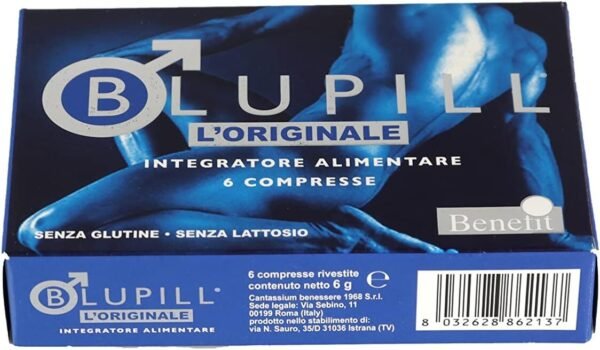 BLUPILL
L'ORIGINALE
INTEGRATORE ALIMENTARE
6 COMPRESSE
SENZA GLUTINE • SENZA LATTOSIO
Benefit
BLUPILL®
L'ORIGINALE
INTEGRATORE ALIMENTARE
6 compresse rivestite
contenuto netto 6 g ℮
Cantassium benessere 1968 S.r.l.
Sede legale: Via Sebino, 11
00199 Roma (Italy)
prodotto nello stabilimento di:
via N. Sauro, 35/D 31036 Istrana (TV)
8 032628 862137